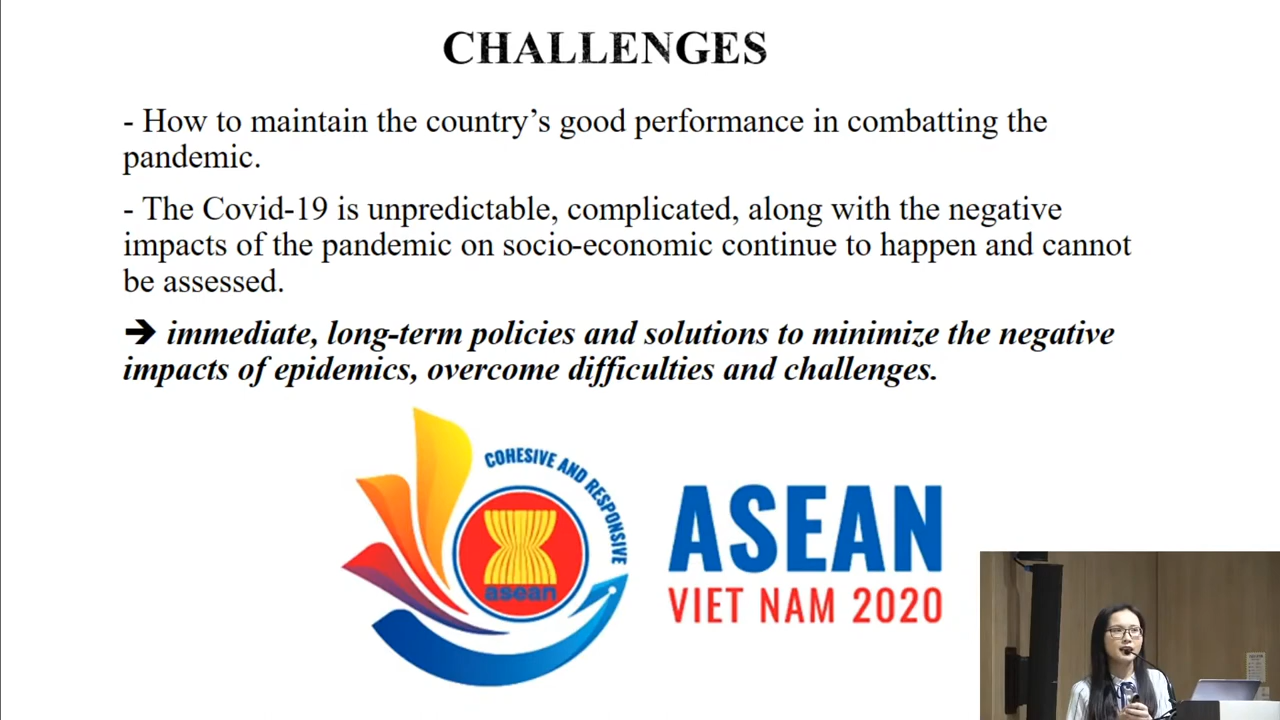 CHALLENGES
- How to maintain the country’s good performance in combatting the
pandemic.
- The Covid-19 is unpredictable, complicated, along with the negative
impacts of the pandemic on socio-economic continue to happen and cannot
be assessed.
➔ immediate, long-term policies and solutions to minimize the negative
impacts of epidemics, overcome difficulties and challenges.
COHESIVE AND RESPONSIVE
asean
ASEAN
VIET NAM 2020